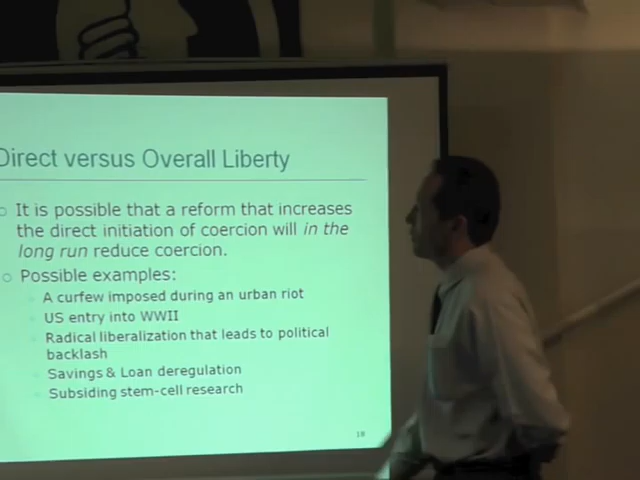 Direct versus Overall Liberty
It is possible that a reform that increases
the direct initiation of coercion will in the
long run reduce coercion.
Possible examples:
A curfew imposed during an urban riot
US entry into WWII
Radical liberalization that leads to political
backlash
Savings & Loan deregulation
Subsiding stem-cell research
18